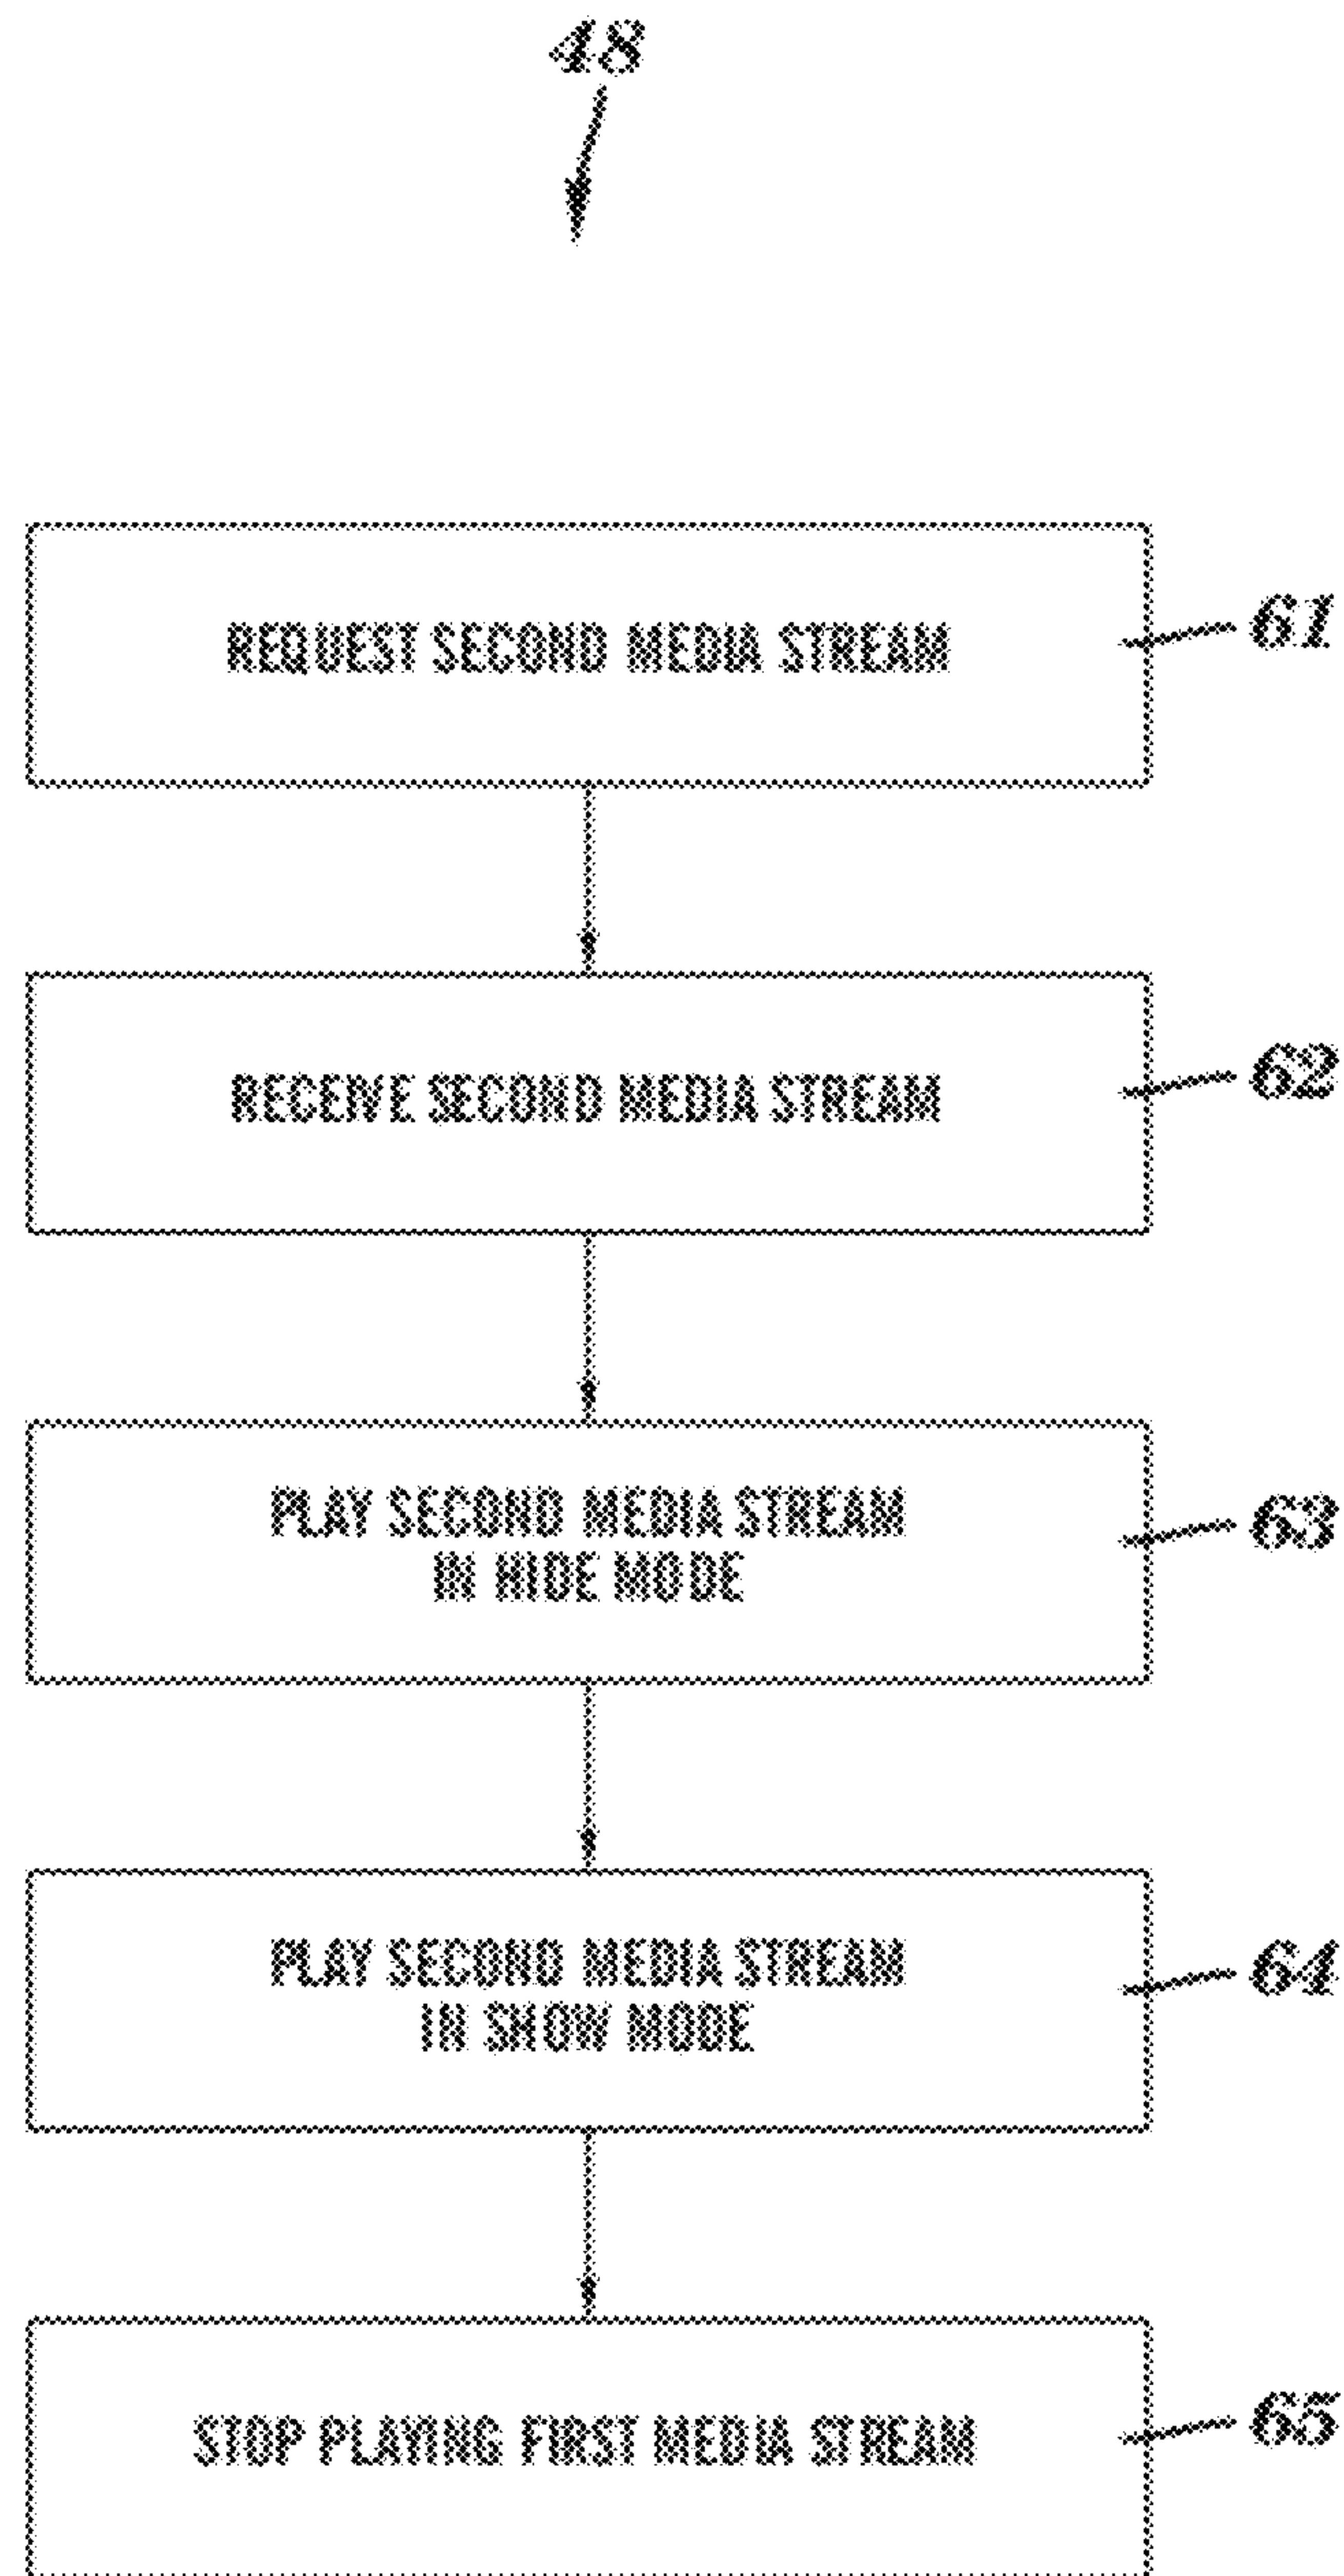 48
REQUEST SECOND MEDIA STREAM
61
RECEIVE SECOND MEDIA STREAM
62
PLAY SECOND MEDIA STREAM
IN HIDE MODE
63
PLAY SECOND MEDIA STREAM
IN SHOW MODE
64
STOP PLAYING FIRST MEDIA STREAM
65